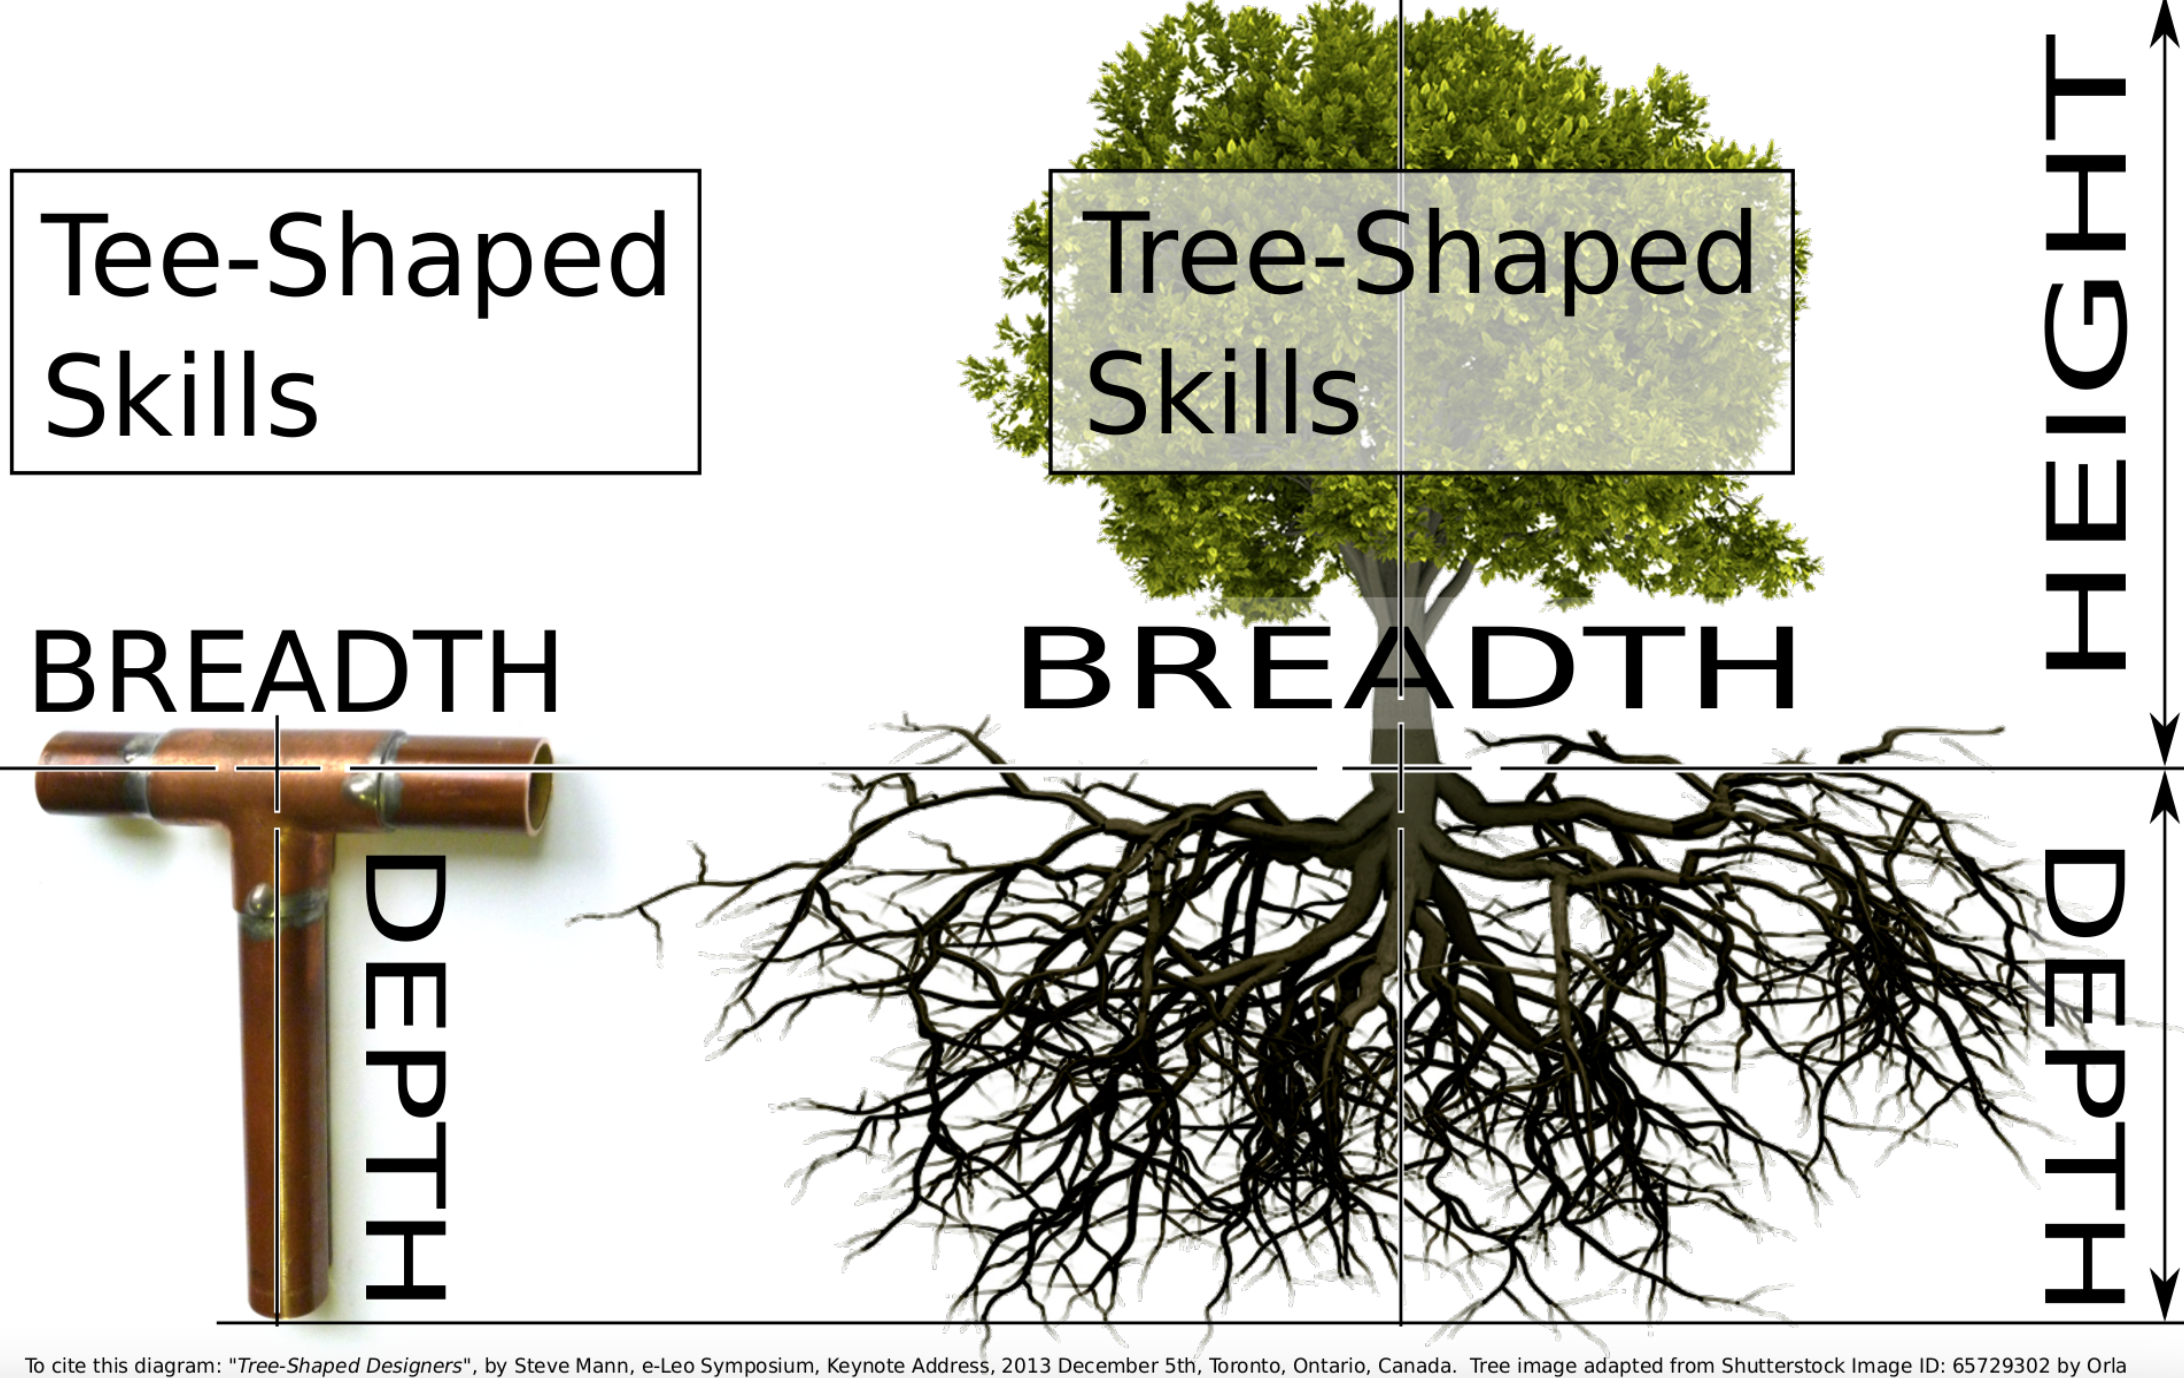 Tee-Shaped
Skills
Tree-Shaped
Skills
HEIGHT
BREADTH
BREADTH
DEPTH
DEPTH
To cite this diagram: "Tree-Shaped Designers", by Steve Mann, e-Leo Symposium, Keynote Address, 2013 December 5th, Toronto, Ontario, Canada. Tree image adapted from Shutterstock Image ID: 65729302 by Orla